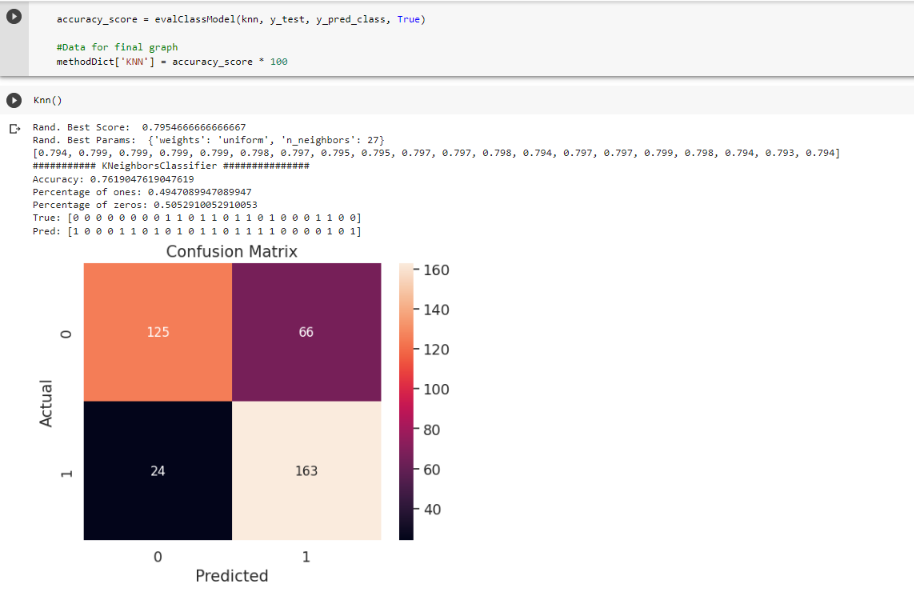 accuracy_score = evalClassModel(knn, y_test, y_pred_class, True)
#Data for final graph
methodDict['KNN'] = accuracy_score * 100
Knn()
Rand. Best Score:  0.7954666666666667
Rand. Best Params:  {'weights': 'uniform', 'n_neighbors': 27}
[0.794, 0.799, 0.799, 0.799, 0.799, 0.798, 0.797, 0.795, 0.795, 0.797, 0.797, 0.798, 0.794, 0.797, 0.797, 0.799, 0.798, 0.794, 0.793, 0.794]
########### KNeighborsClassifier ###############
Accuracy: 0.7619047619047619
Percentage of ones: 0.4947089947089947
Percentage of zeros: 0.5052910052910053
True: [0 0 0 0 0 0 0 0 1 1 0 1 1 0 1 1 0 1 0 0 0 1 1 0 0]
Pred: [1 0 0 0 1 1 0 1 0 1 0 1 1 0 1 1 1 1 0 0 0 0 1 0 1]
Confusion Matrix
160
125
66
140
0
120
100
Actual
80
24
163
1
60
40
0
1
Predicted